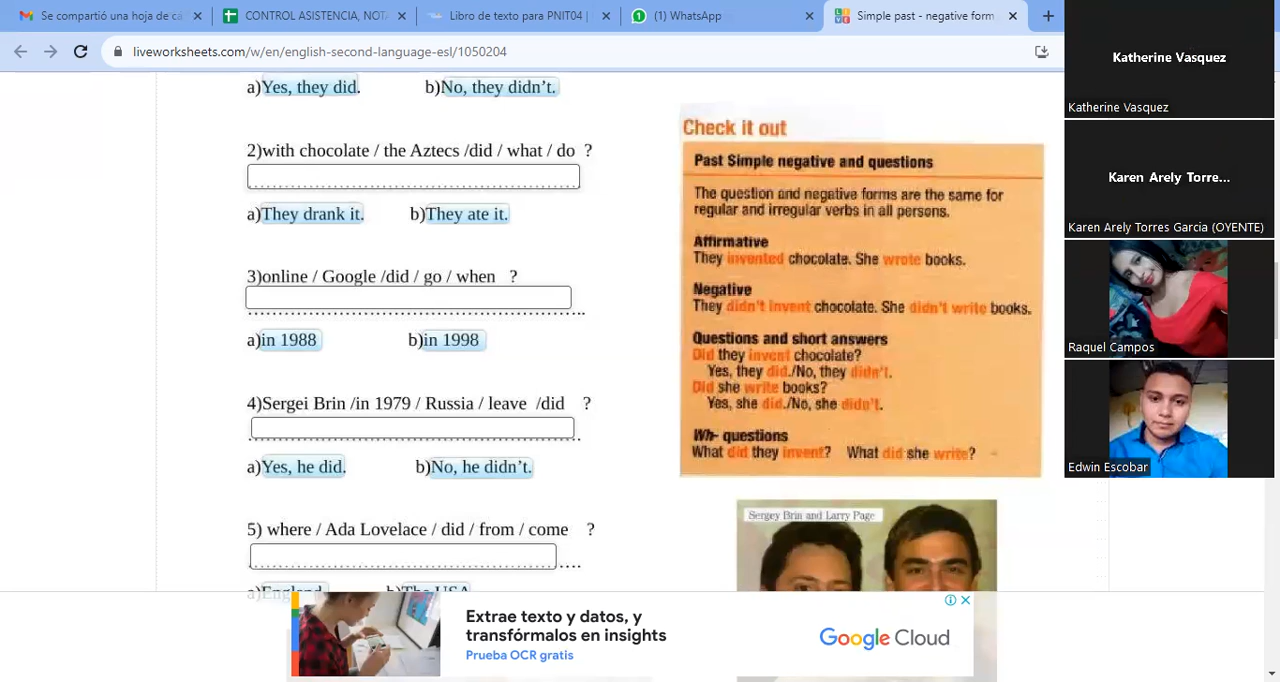 Se compartió una hoja de cá
CONTROL ASISTENCIA, NOTA
Libro de texto para PNIT04 |
(1) WhatsApp
Simple past - negative form
liveworksheets.com/w/en/english-second-language-esl/1050204
a)Yes, they did.    b)No, they didn't.
2)with chocolate / the Aztecs /did / what / do ?
a)They drank it.    b)They ate it.
3)online / Google /did / go / when ?
a)in 1988    b)in 1998
4)Sergei Brin /in 1979 / Russia / leave /did ?
a)Yes, he did.    b)No, he didn't.
5) where / Ada Lovelace / did / from / come ?
a)England    b)The USA
Check it out
Past Simple negative and questions
The question and negative forms are the same for
regular and irregular verbs in all persons.
Affirmative
They invented chocolate. She wrote books.
Negative
They didn't invent chocolate. She didn't write books.
Questions and short answers
Did they invent chocolate?
Yes, they did./No, they didn't.
Did she write books?
Yes, she did./No, she didn't.
Wh- questions
What did they invent?    What did she write?
Sergey Brin and Larry Page
Extrae texto y datos, y
transfórmalos en insights
Prueba OCR gratis
Google Cloud
Katherine Vasquez
Katherine Vasquez
Karen Arely Torre...
Karen Arely Torres Garcia (OYENTE)
Raquel Campos
Edwin Escobar